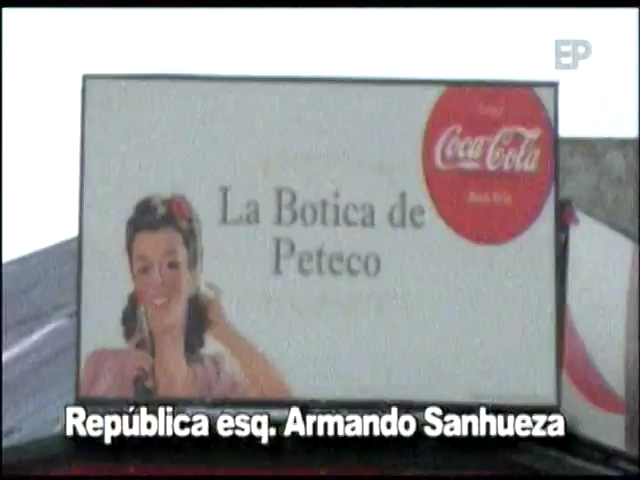 EP
Coca-Cola
La Botica de
Peteco
República esq. Armando Sanhueza